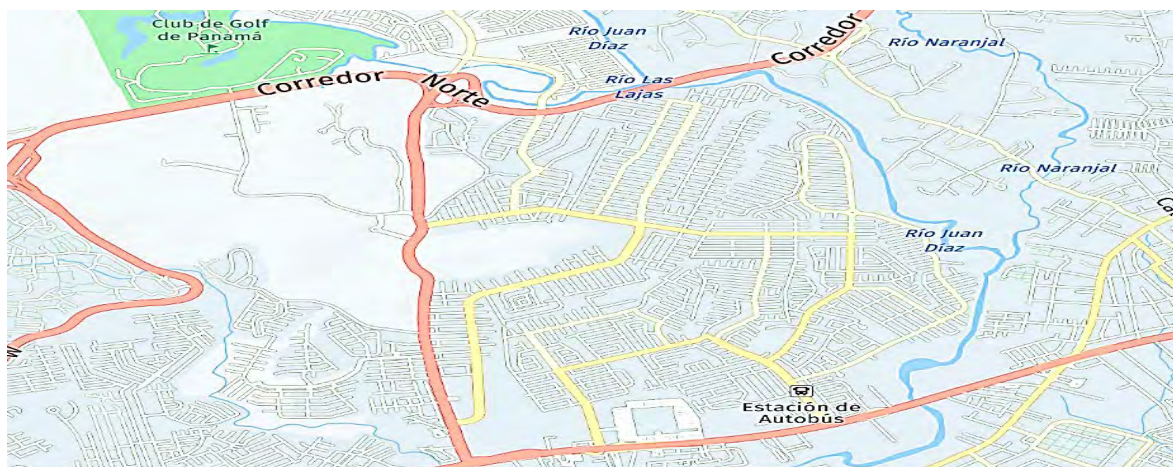 Club de Golf
de Panamá
Río Juan
Díaz
Corredor
Río Naranjal
Corredor
Norte
Río Las
Lajas
Río Naranjal
Río Juan
Díaz
Estación de
Autobús